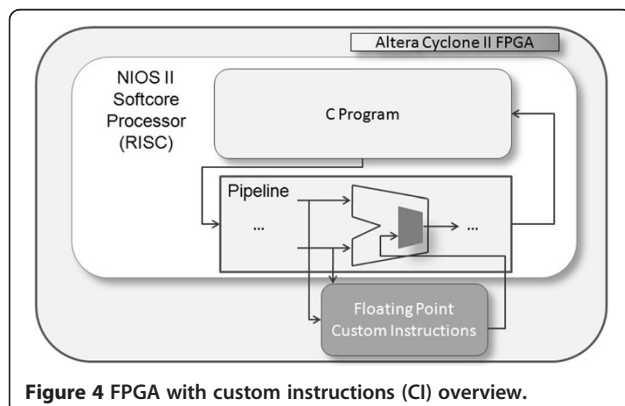 Altera Cyclone II FPGA
NIOS II
Softcore
Processor
(RISC)
C Program
Pipeline
...
...
Floating Point
Custom Instructions
Figure 4 FPGA with custom instructions (CI) overview.